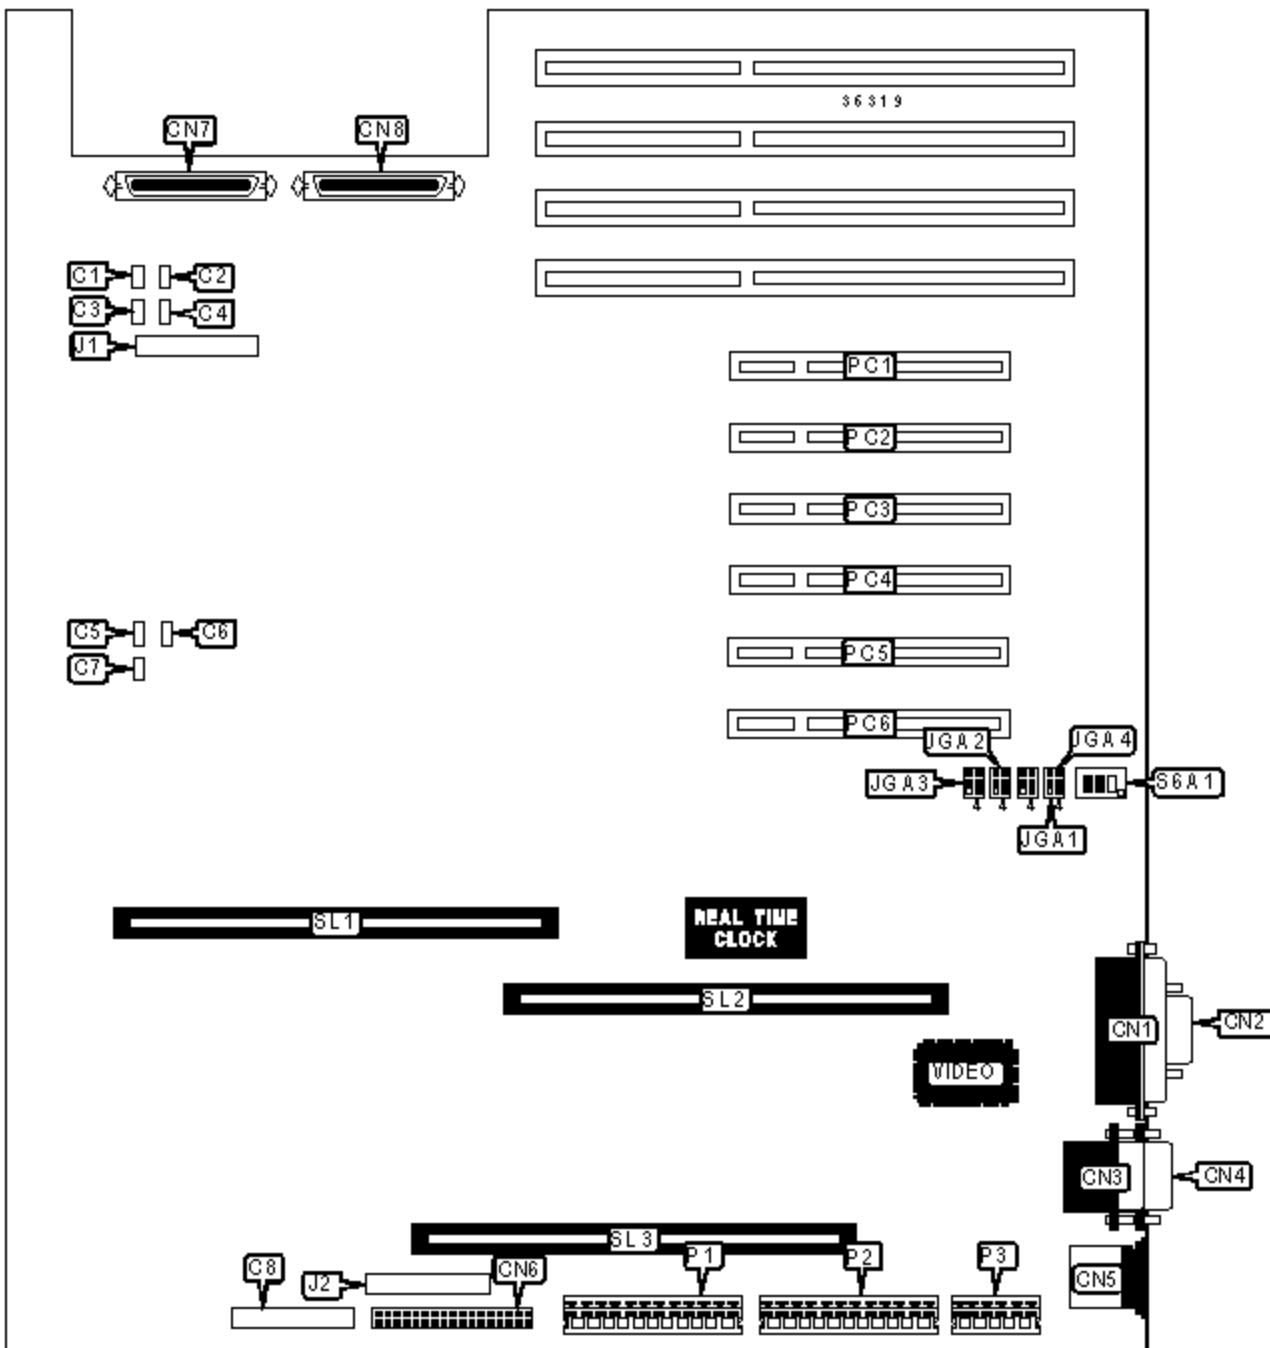 36319
CN7
CN8
C1
C2
C3
C4
J1
PC1
PC2
PC3
PC4
C5
C6
C7
PC5
PC6
JGA2
JGA4
JGA3
S6A1
4 4 4 4
JGA1
SL1
REAL TIME
CLOCK
SL2
CN1
CN2
VIDEO
CN3
CN4
SL3
C8
J2
CN6
P1
P2
P3
CN5